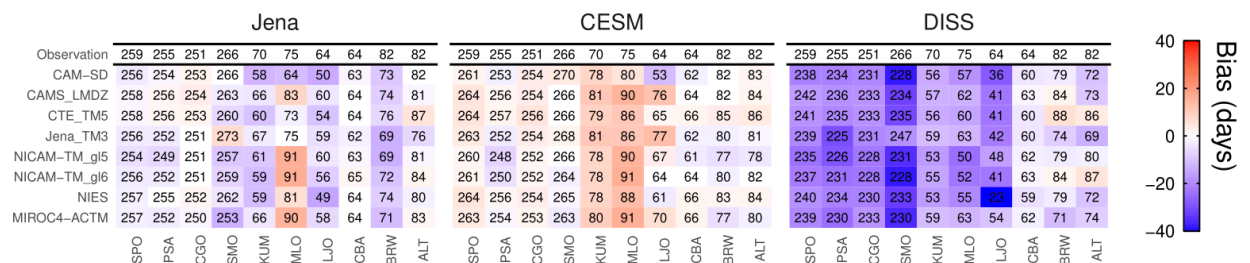 Jena CESM DISS
Observation 259 255 251 266 70 75 64 64 82 82 259 255 251 266 70 75 64 64 82 82 259 255 251 266 70 75 64 64 82 82
CAM-SD 256 254 253 266 58 64 50 63 73 82 261 253 254 270 78 80 53 62 82 83 238 234 231 228 56 57 36 60 79 72
CAMS_LMDZ 258 256 254 263 66 83 60 64 74 81 264 256 254 266 81 90 76 64 82 84 242 236 233 234 57 62 41 63 84 73
CTE_TM5 258 256 253 260 60 73 54 64 76 87 264 257 256 266 79 86 65 66 85 86 241 235 233 235 56 60 41 60 88 86
Jena_TM3 256 252 251 273 67 75 59 62 69 76 263 252 254 268 81 86 77 62 80 81 239 225 231 247 59 63 42 60 74 69
NICAM-TM_gl5 254 249 251 257 61 91 60 63 69 81 260 248 252 266 78 90 67 61 77 78 235 226 228 231 53 50 48 62 79 80
NICAM-TM_gl6 256 252 251 259 59 91 56 65 72 84 260 252 252 266 78 91 64 64 80 82 237 231 237 228 55 52 41 63 84 87
NIES 257 255 252 262 59 81 49 64 74 80 264 256 257 265 78 88 61 66 83 84 240 234 230 233 53 55 23 59 79 72
MIROC4-ACTM 257 252 250 253 66 90 58 64 71 83 263 254 253 263 80 91 70 66 77 80 239 230 233 230 59 63 54 62 71 74
SPO PSA CGO SMO KUM MLO LJO CBA BRW ALT SPO PSA CGO SMO KUM MLO LJO CBA BRW ALT SPO PSA CGO SMO KUM MLO LJO CBA BRW ALT
40
20
0
-20
-40
Bias (days)